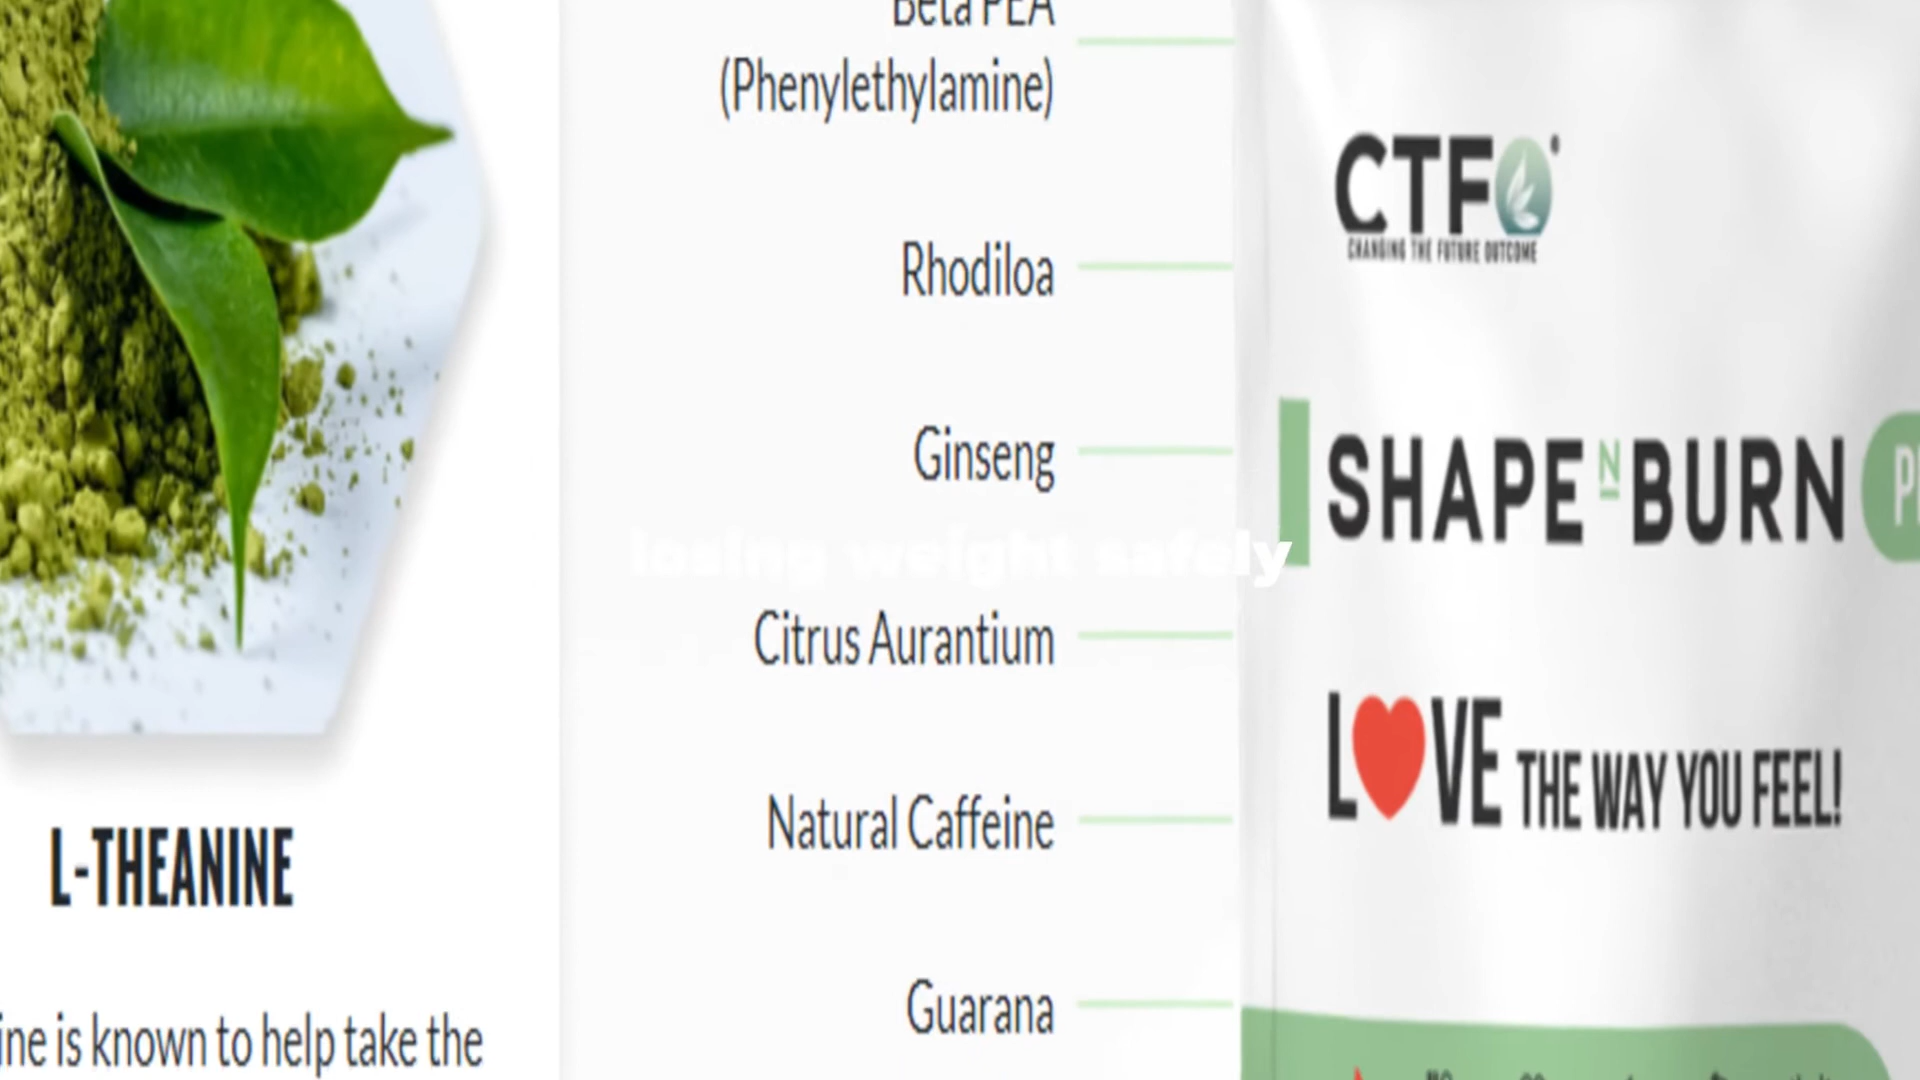 Beta PEA
(Phenylethylamine)
Rhodiloa
Ginseng
Citrus Aurantium
Natural Caffeine
Guarana
losing weight safely
L-THEANINE
is known to help take the
CTFO
CHANGING THE FUTURE OUTCOME
SHAPE N BURN
LOVE THE WAY YOU FEEL!